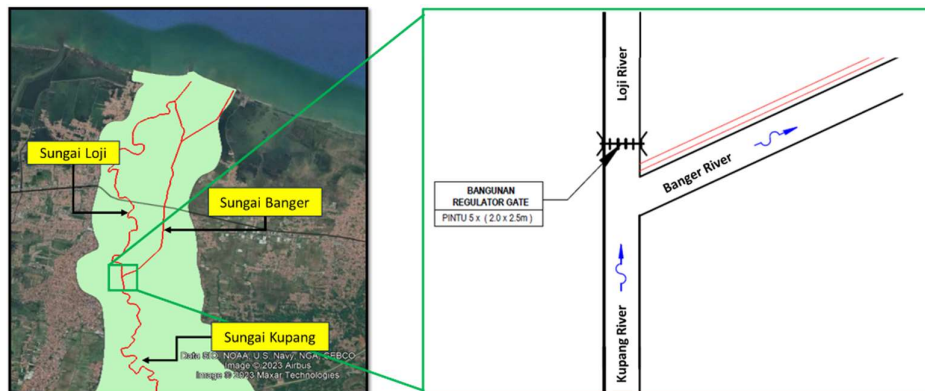 Sungai Loji
Sungai Banger
Sungai Kupang
Data SIO, NOAA, U.S. Navy, NGA, GEBCO
Image © 2023 Airbus
Image © 2023 Maxar Technologies
Loji River
BANGUNAN
REGULATOR GATE
PINTU 5 x ( 2.0 x 2.5m )
Banger River
Kupang River